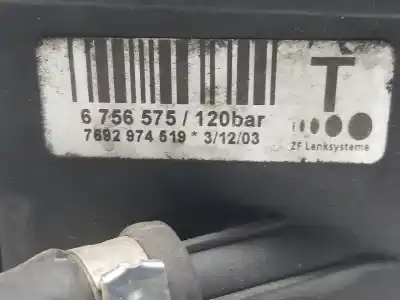 T
6 756 575 / 120bar
7692 974 519 * 3/12/03
ZF Lenksysteme